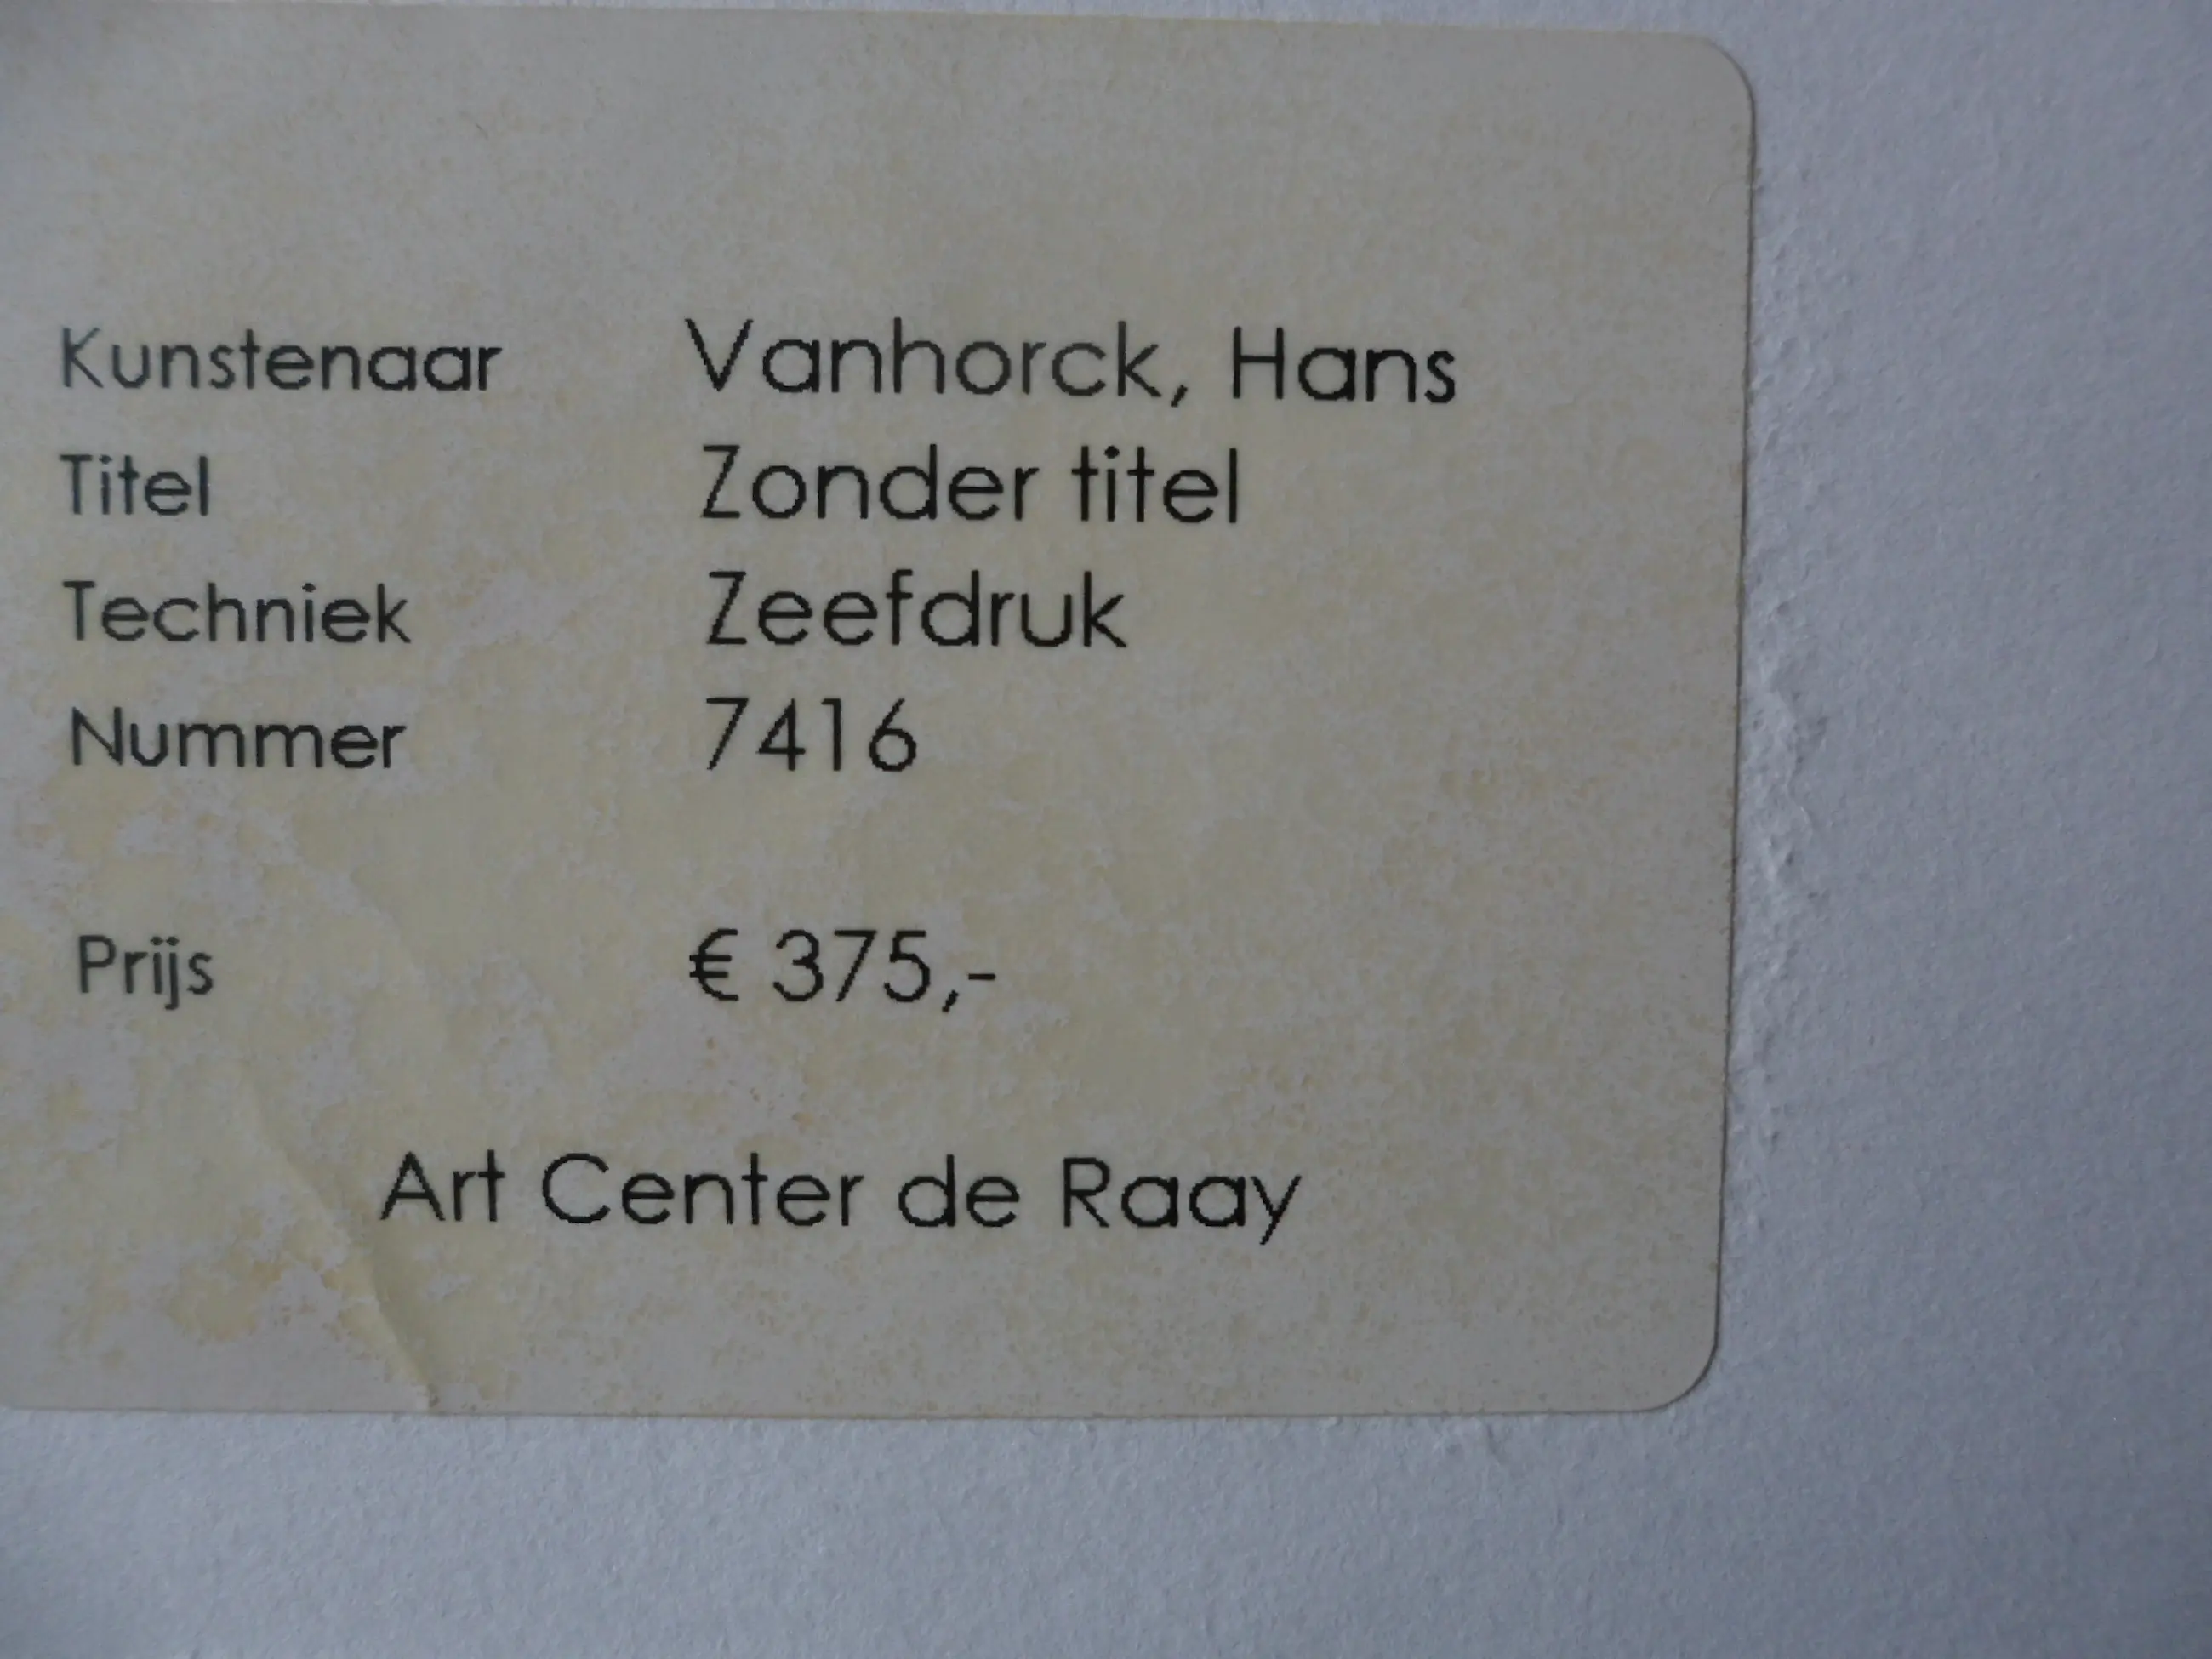 Kunstenaar Vanhorck, Hans
Titel Zonder titel
Techniek Zeefdruk
Nummer 7416
Prijs € 375,-
Art Center de Raay